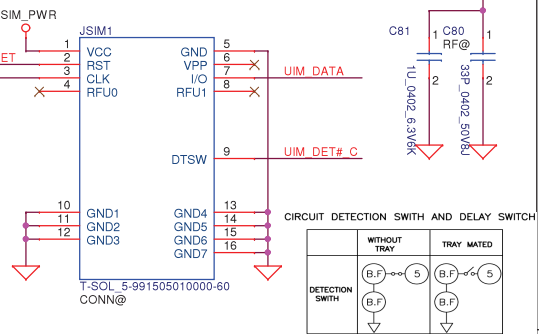 SIM_PWR
JSIM1
C81
C80
RF@
1
1
2
2
1U_0402_6.3V6K
33P_0402_50V8J
1
VCC
GND
5
ET
2
RST
VPP
6
3
CLK
I/O
7
UIM_DATA
4
RFU0
RFU1
8
DTSW
9
UIM_DET#_C
10
GND1
GND4
13
11
GND2
GND5
14
12
GND3
GND6
15
GND7
16
T-SOL_5-991505010000-60
CONN@
CIRCUIT DETECTION SWITH AND DELAY SWITCH
WITHOUT
TRAY
TRAY MATED
DETECTION
SWITH
B.F
5
B.F
5
B.F
B.F